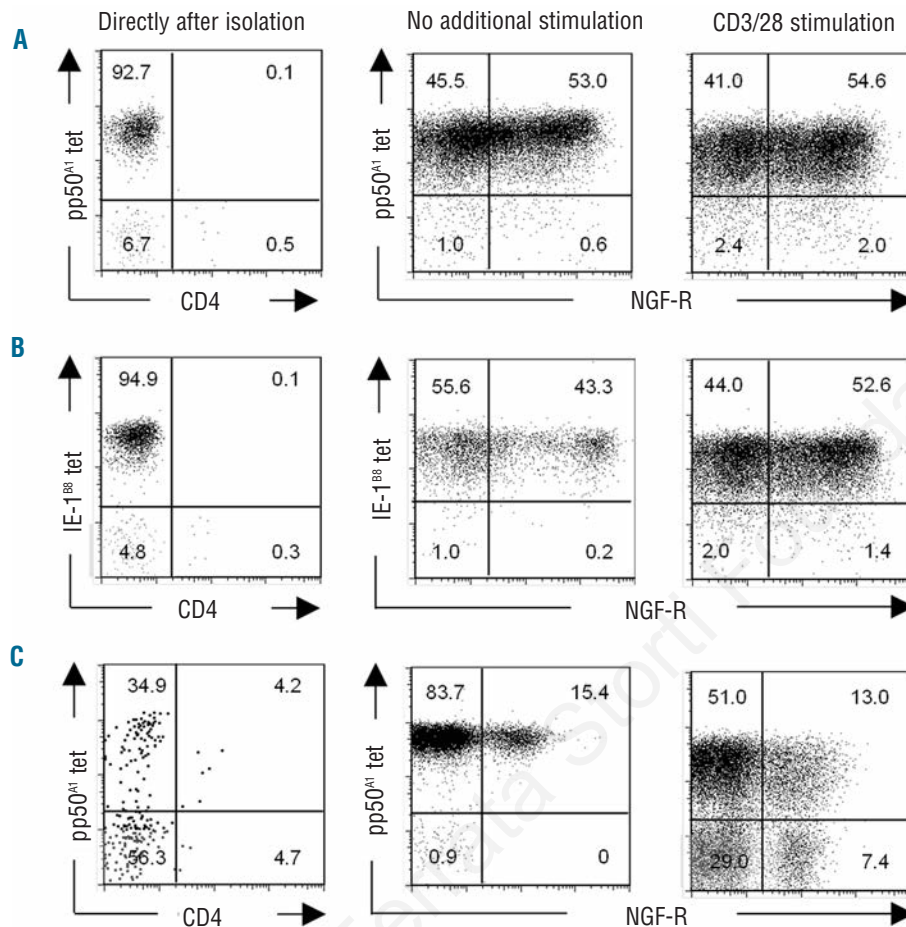 Directly after isolation
No additional stimulation
CD3/28 stimulation
A
pp50A1 tet
92.7
0.1
6.7
0.5
CD4
pp50A1 tet
45.5
53.0
1.0
0.6
41.0
54.6
2.4
2.0
NGF-R
B
IE-1B8 tet
94.9
0.1
4.8
0.3
CD4
IE-1B8 tet
55.6
43.3
1.0
0.2
44.0
52.6
2.0
1.4
NGF-R
C
pp50A1 tet
34.9
4.2
56.3
4.7
CD4
pp50A1 tet
83.7
15.4
0.9
0
51.0
13.0
29.0
7.4
NGF-R
Ferrata Storti